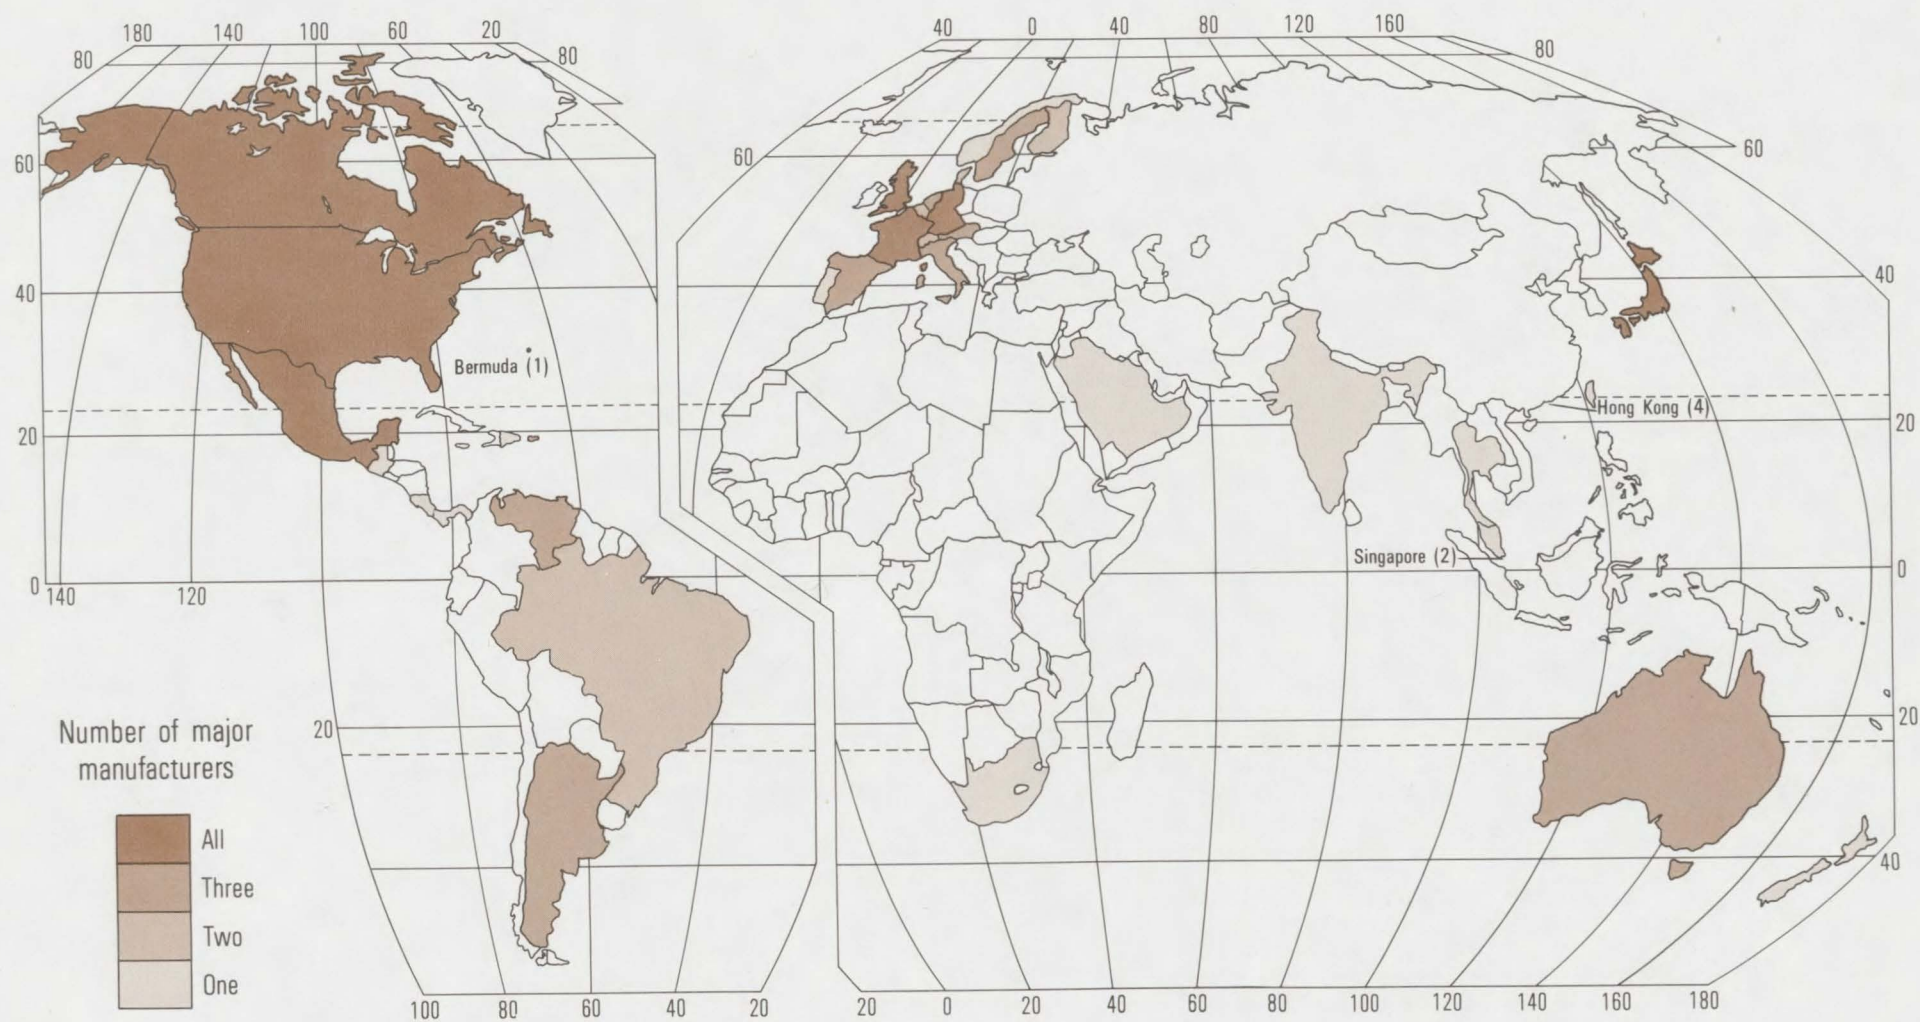 180 140 100 60 20
40 0 40 80 120 160
80 80 80
60 60 60
40 40
Bermuda (1)
Hong Kong (4)
20 20
Singapore (2)
0 0
140 120
Number of major
manufacturers
20 20
All
Three
Two
One
40
100 80 60 40 20
20 0 20 40 60 80 100 120 140 160 180